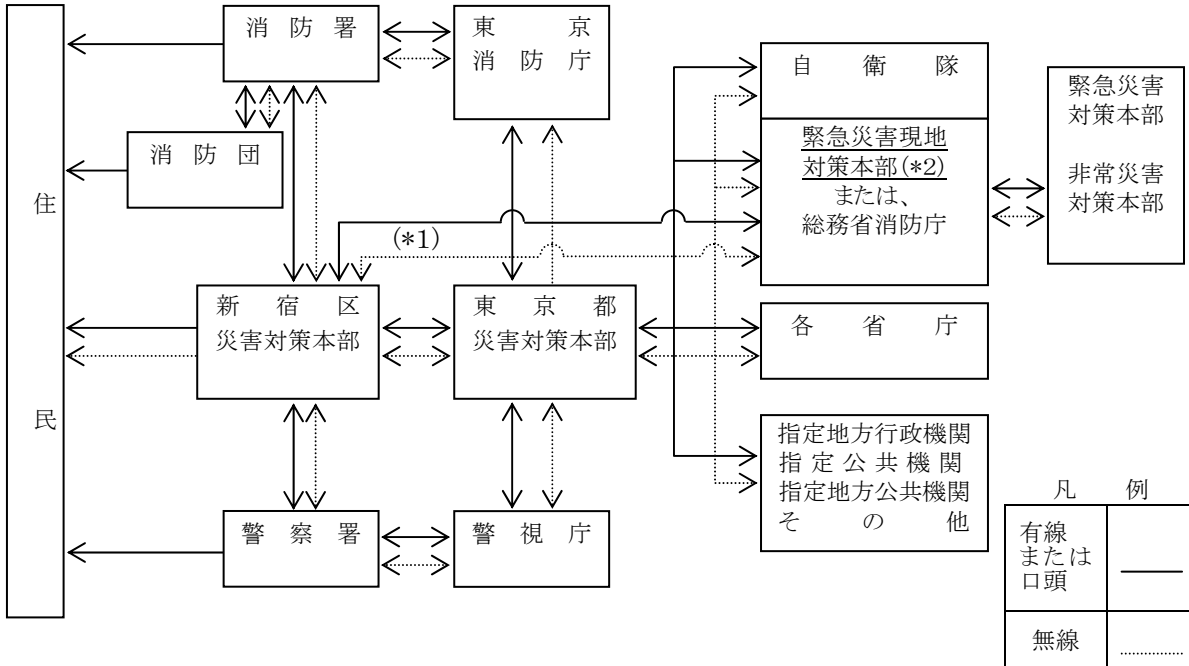 消防署
東京
消防庁
消防団
自衛隊
緊急災害現地
対策本部(*2)
または、
総務省消防庁
緊急災害
対策本部
非常災害
対策本部
住
民
(*1)
新宿区
災害対策本部
東京都
災害対策本部
各省庁
指定地方行政機関
指定公共機関
指定地方公共機関
その他
警察署
警視庁
凡例
有線
または
口頭
無線